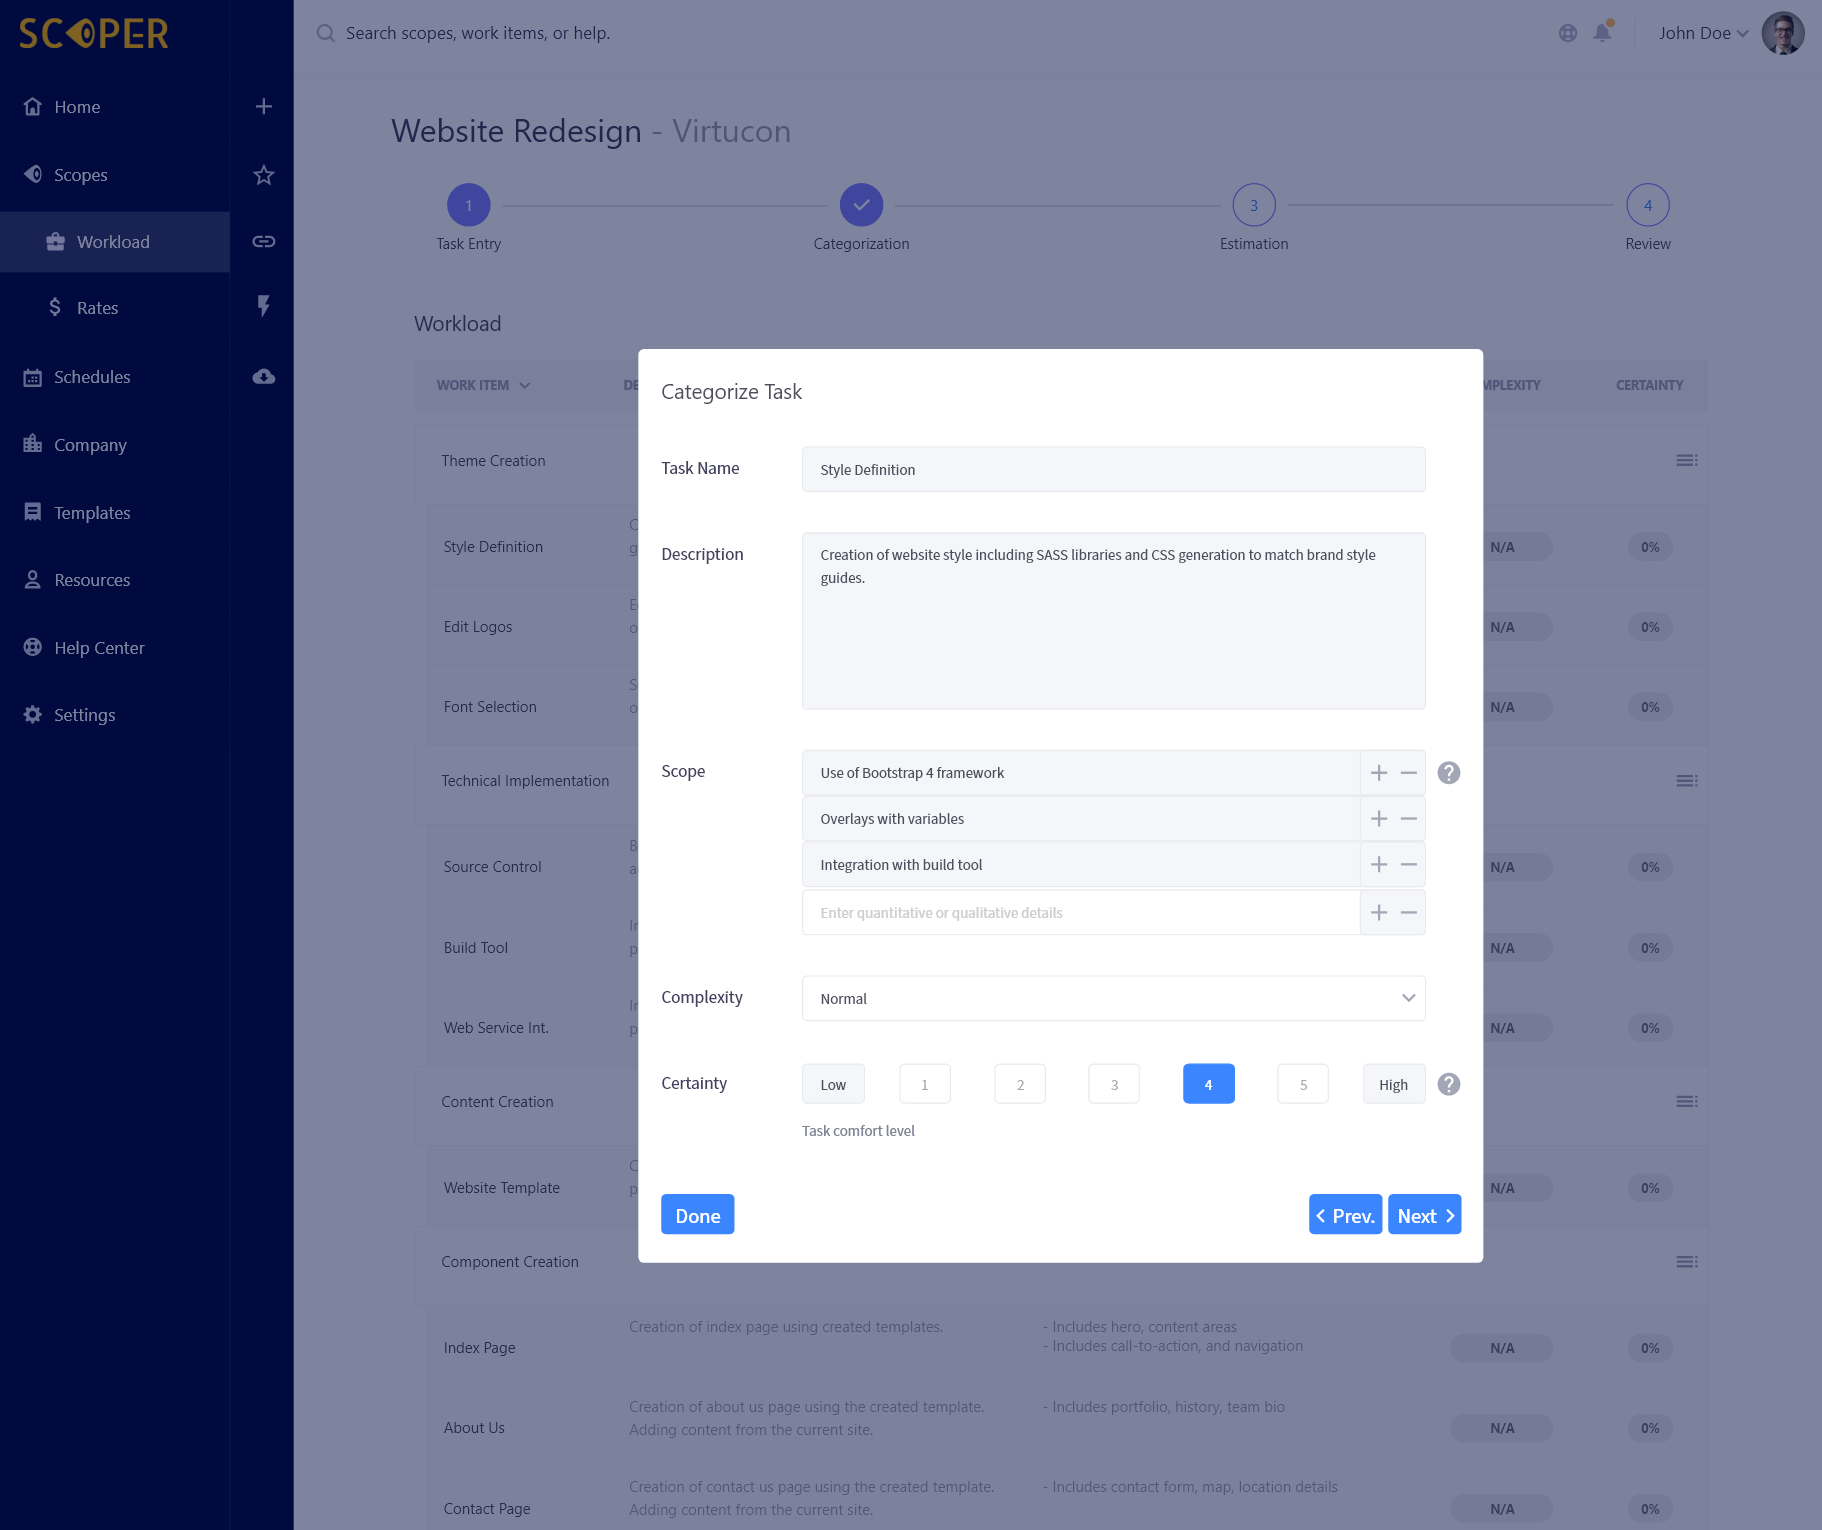 SCOPER
Search scopes, work items, or help.
John Doe
Home
Scopes
Workload
Rates
Schedules
Company
Templates
Resources
Help Center
Settings
Website Redesign - Virtucon
1
3
4
Task Entry
Categorization
Estimation
Review
Workload
WORK ITEM
CERTAINTY
Theme Creation
Style Definition
N/A
0%
Edit Logos
N/A
0%
Font Selection
N/A
0%
Technical Implementation
Source Control
N/A
0%
Build Tool
N/A
0%
Web Service Int.
N/A
0%
Content Creation
Website Template
N/A
0%
Component Creation
Index Page
Creation of index page using created templates.
- Includes hero, content areas
- Includes call-to-action, and navigation
N/A
0%
About Us
Creation of about us page using the created template.
Adding content from the current site.
- Includes portfolio, history, team bio
N/A
0%
Contact Page
Creation of contact us page using the created template.
Adding content from the current site.
- Includes contact form, map, location details
N/A
0%
Categorize Task
Task Name
Style Definition
Description
Creation of website style including SASS libraries and CSS generation to match brand style
guides.
Scope
Use of Bootstrap 4 framework
Overlays with variables
Integration with build tool
Enter quantitative or qualitative details
Complexity
Normal
Certainty
Low
1
2
3
4
5
High
Task comfort level
Done
< Prev.
Next >